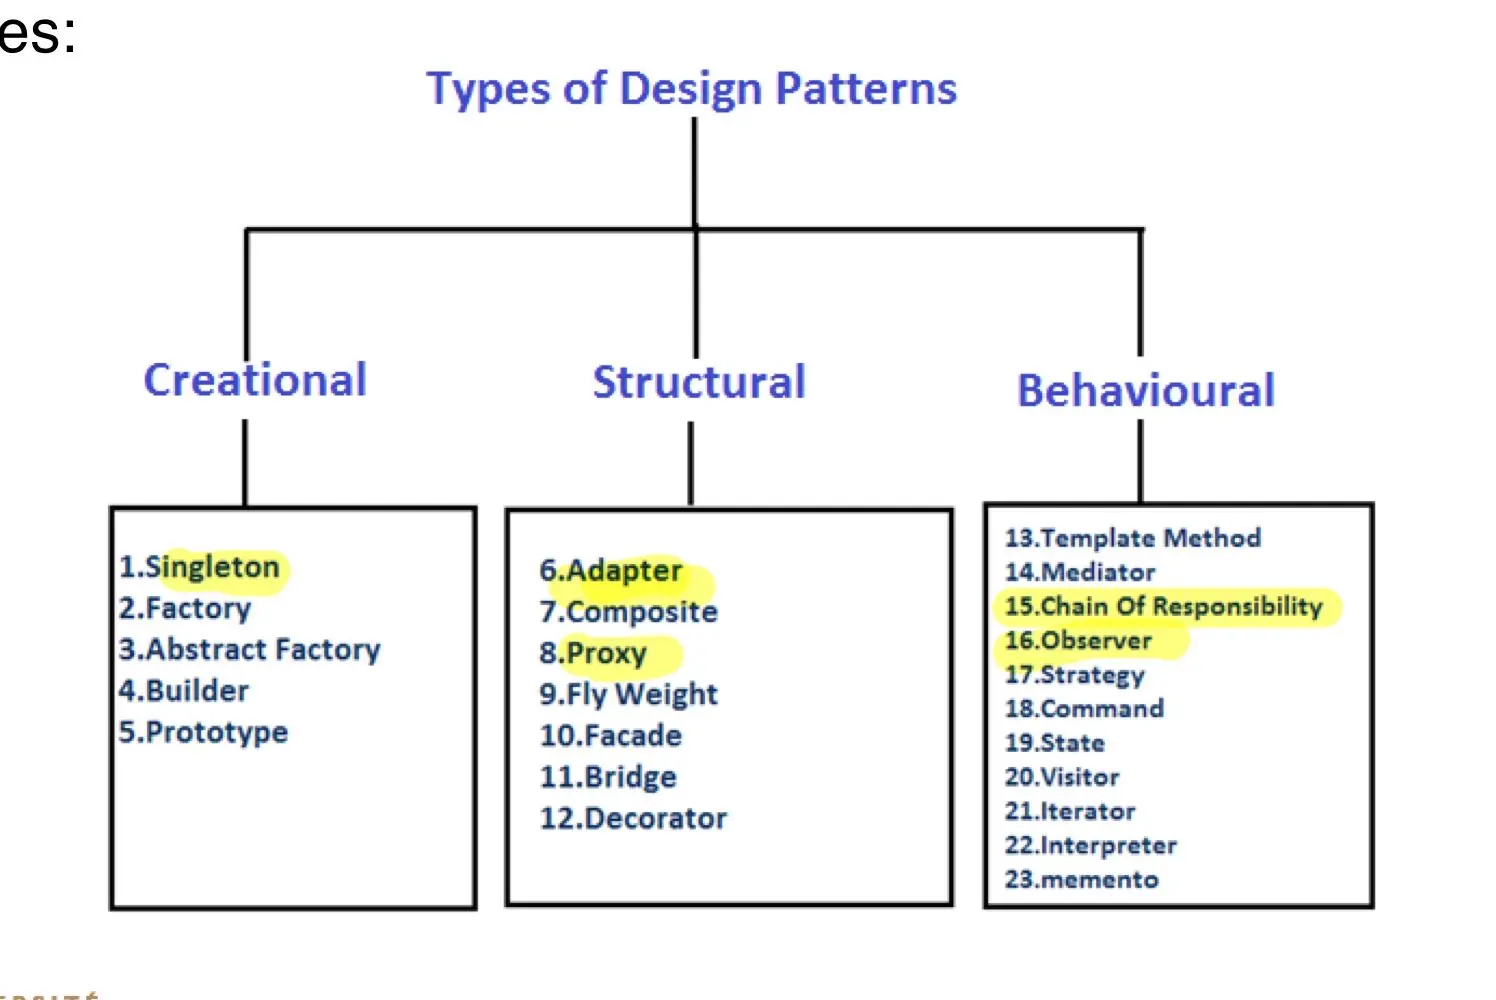 es:
Types of Design Patterns
Creational
Structural
Behavioural
1.Singleton
2.Factory
3.Abstract Factory
4.Builder
5.Prototype
6.Adapter
7.Composite
8.Proxy
9.Fly Weight
10.Facade
11.Bridge
12.Decorator
13.Template Method
14.Mediator
15.Chain Of Responsibility
16.Observer
17.Strategy
18.Command
19.State
20.Visitor
21.Iterator
22.Interpreter
23.memento